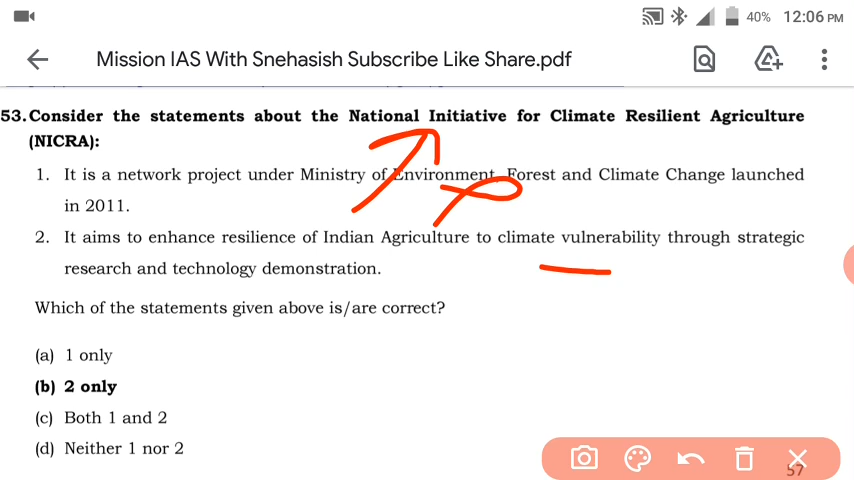 40% 12:06 PM
Mission IAS With Snehasish Subscribe Like Share.pdf
53. Consider the statements about the National Initiative for Climate Resilient Agriculture
(NICRA):
1. It is a network project under Ministry of Environment, Forest and Climate Change launched
in 2011.
2. It aims to enhance resilience of Indian Agriculture to climate vulnerability through strategic
research and technology demonstration.
Which of the statements given above is/are correct?
(a) 1 only
(b) 2 only
(c) Both 1 and 2
(d) Neither 1 nor 2
57